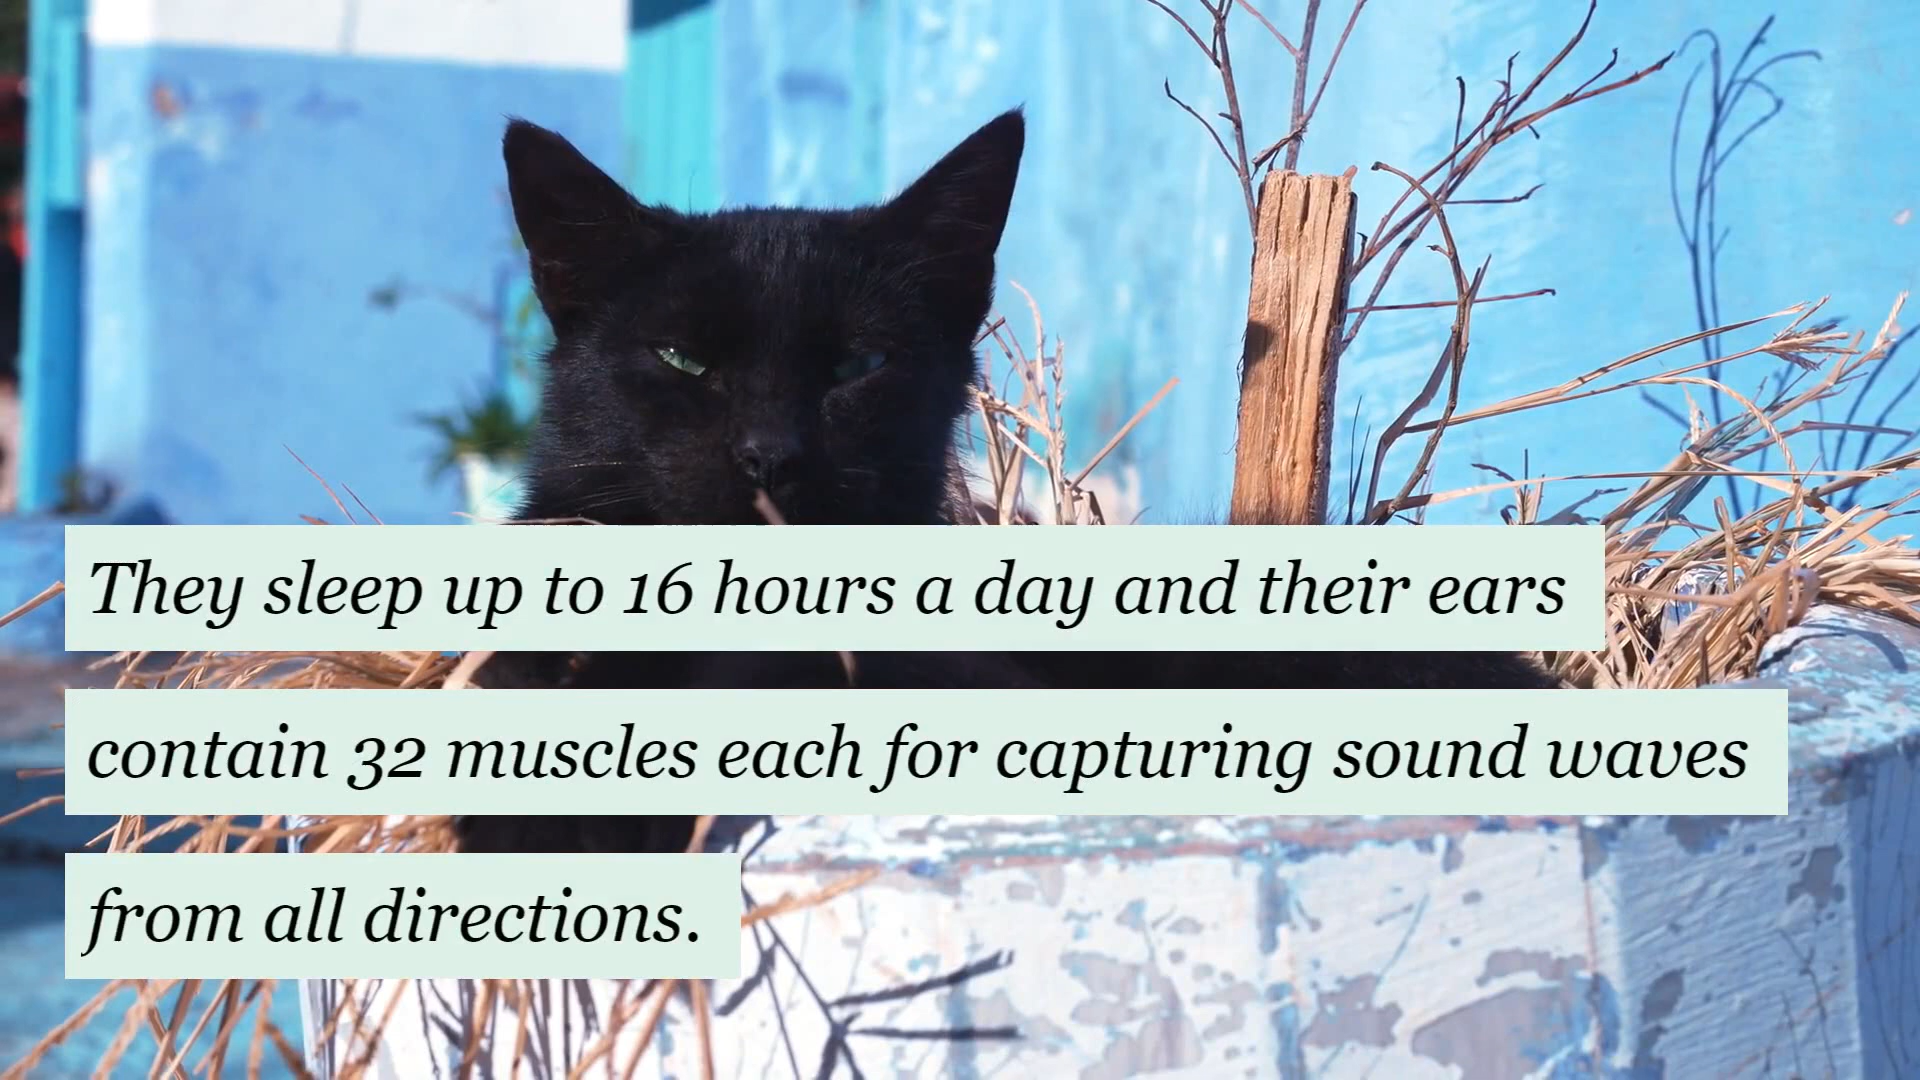 They sleep up to 16 hours a day and their ears
contain 32 muscles each for capturing sound waves
from all directions.